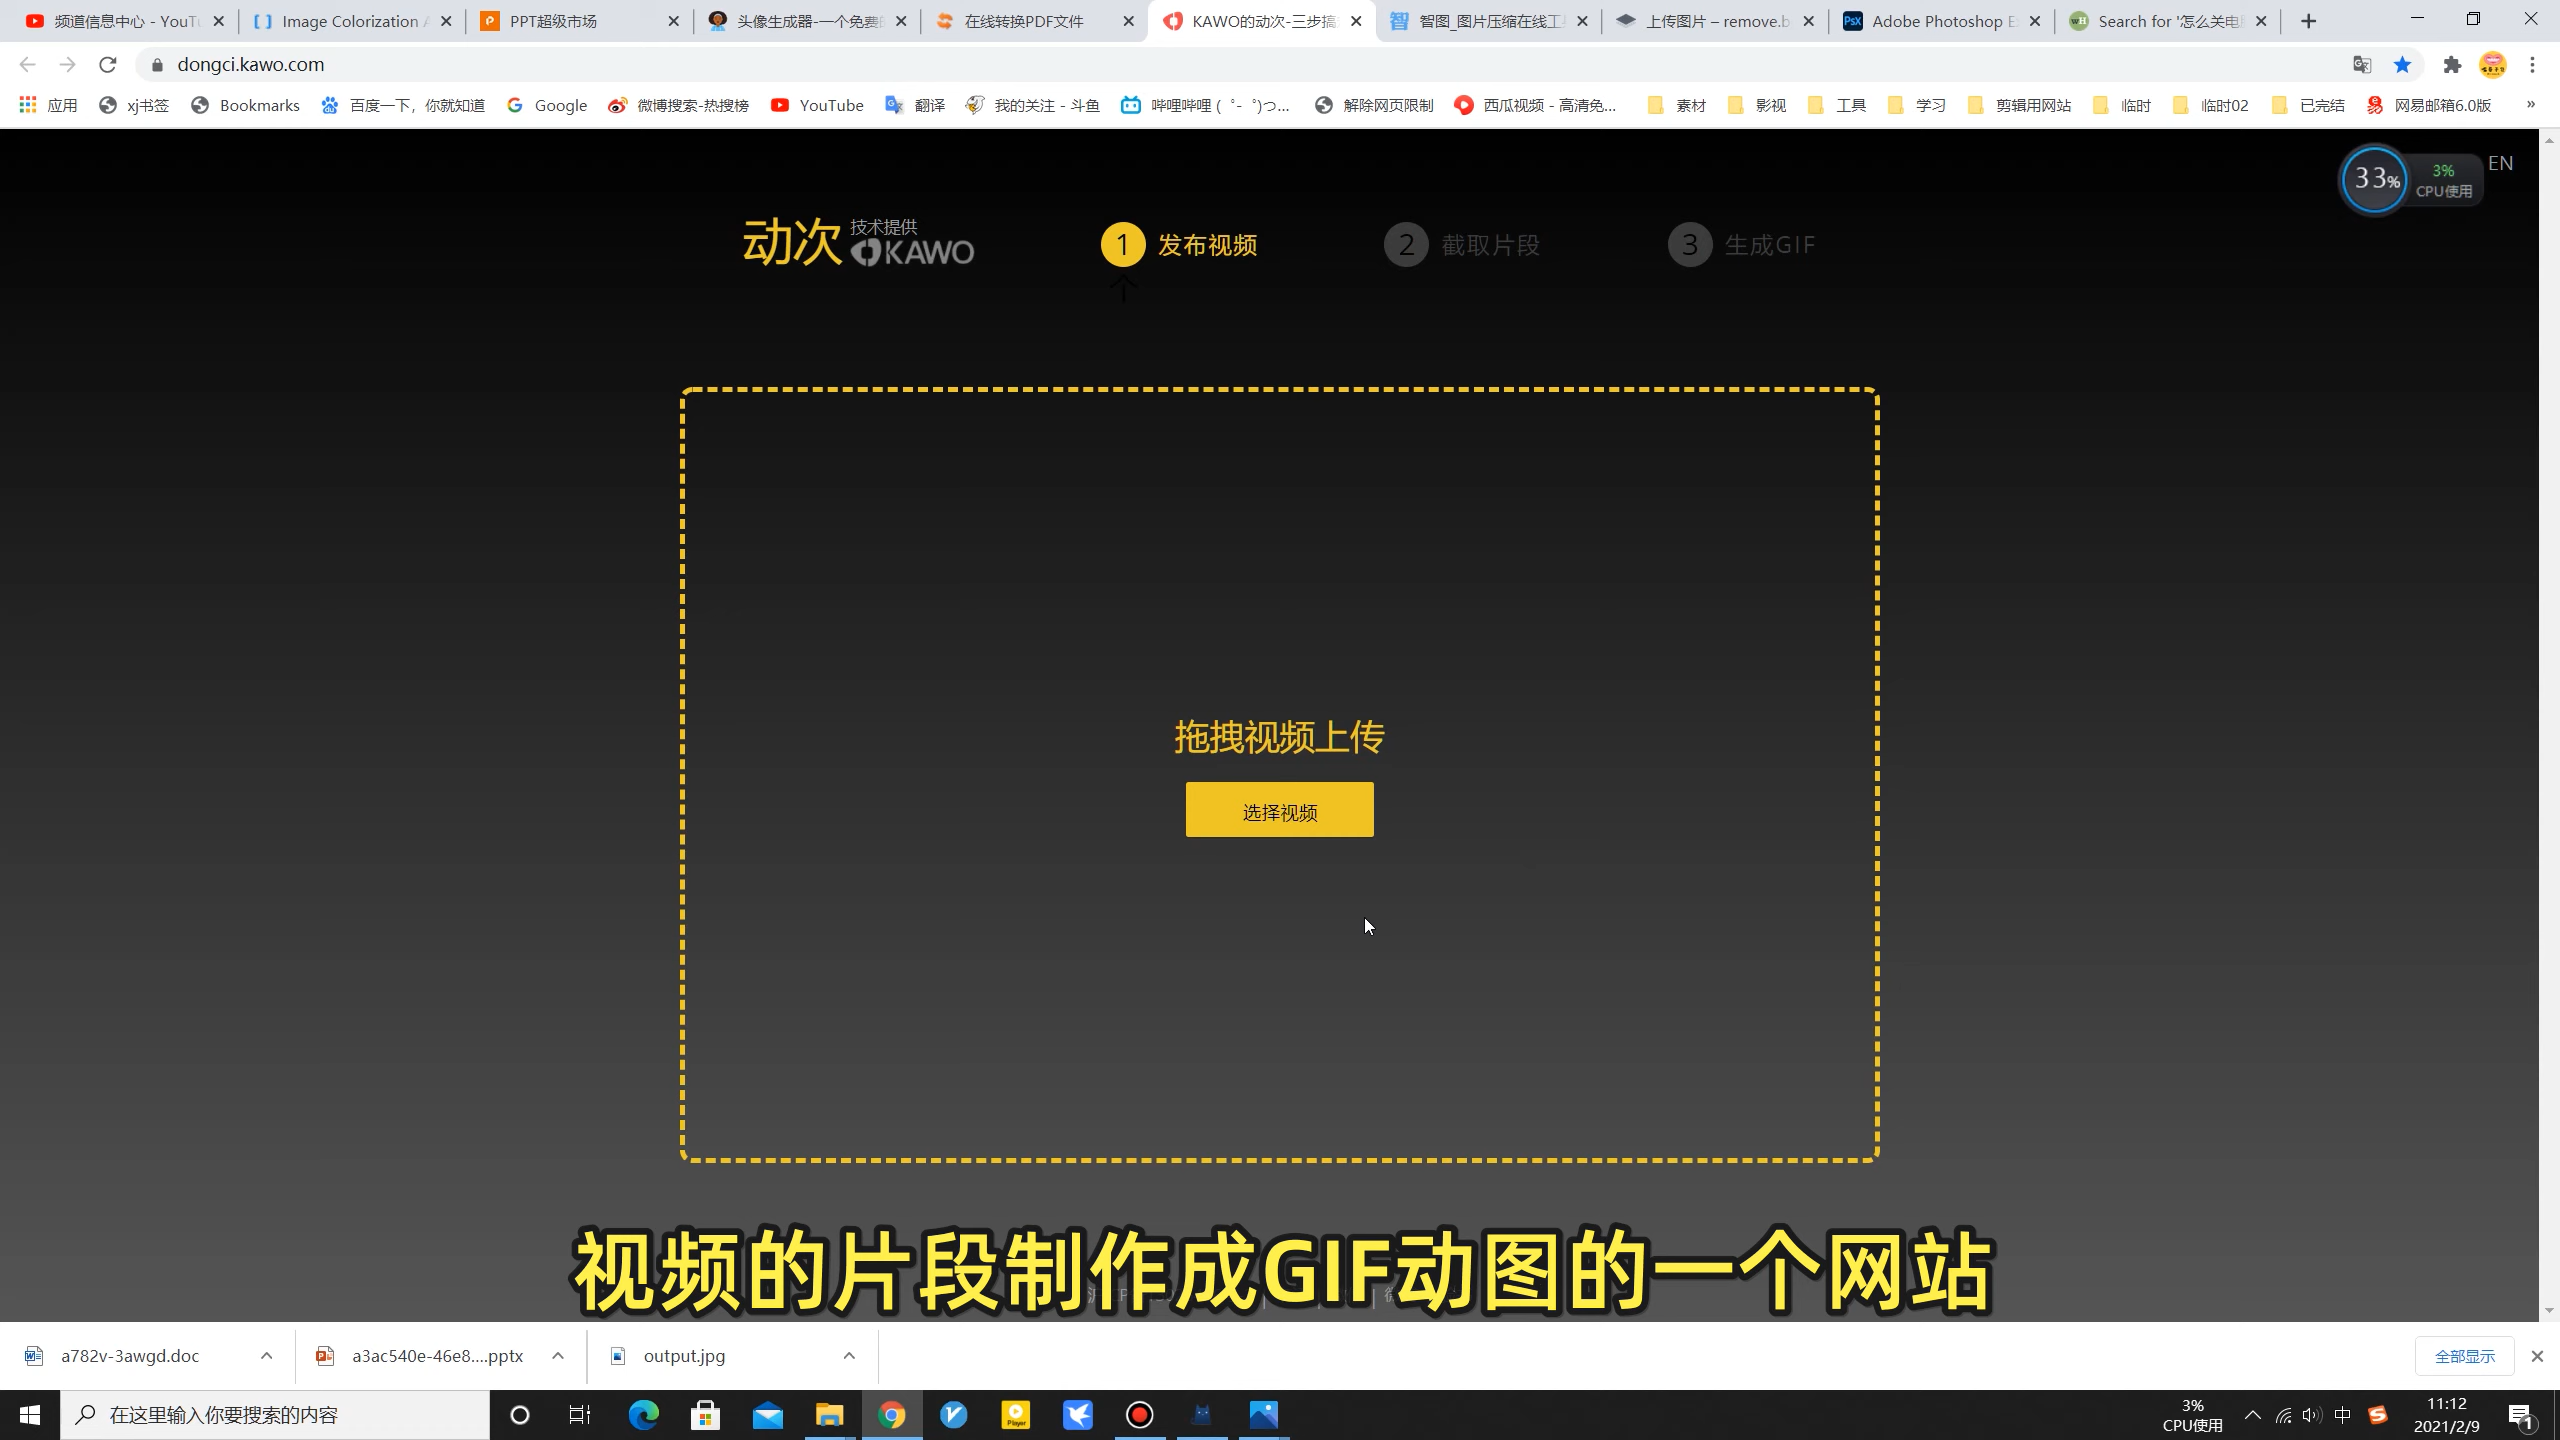 频道信息中心 - YouTu
Image Colorization A
PPT超级市场
头像生成器-一个免费的
在线转换PDF文件
KAWO的动次-三步搞
智图_图片压缩在线工具
上传图片 – remove.b
Adobe Photoshop E
Search for '怎么关电
dongci.kawo.com
应用
xj书签
Bookmarks
百度一下，你就知道
Google
微博搜索-热搜榜
YouTube
翻译
我的关注 - 斗鱼
哔哩哔哩 ( ゜- ゜)つ...
解除网页限制
西瓜视频 - 高清免...
素材
影视
工具
学习
剪辑用网站
临时
临时02
已完结
网易邮箱6.0版
»
33%
3%
CPU使用
EN
动次 技术提供
KAWO
1 发布视频
2 截取片段
3 生成GIF
拖拽视频上传
选择视频
视频的片段制作成GIF动图的一个网站
a782v-3awgd.doc
a3ac540e-46e8....pptx
output.jpg
全部显示
在这里输入你要搜索的内容
3%
CPU使用
中
11:12
2021/2/9
1